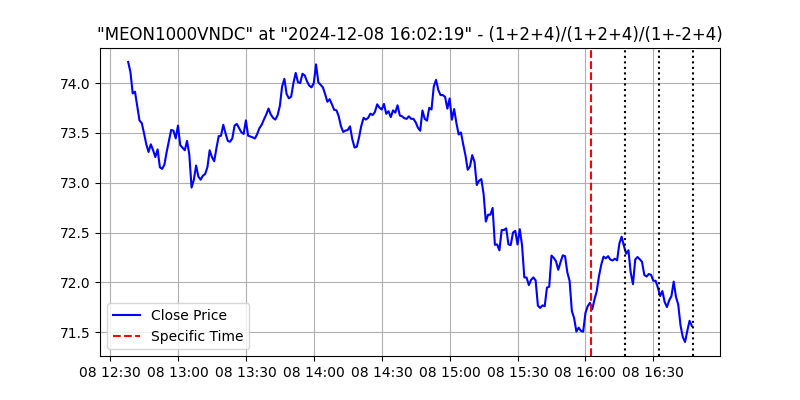 "MEON1000VNDC" at "2024-12-08 16:02:19" - (1+2+4)/(1+2+4)/(1+-2+4)
74.0
73.5
73.0
72.5
72.0
71.5
Close Price
Specific Time
08 12:30 08 13:00 08 13:30 08 14:00 08 14:30 08 15:00 08 15:30 08 16:00 08 16:30